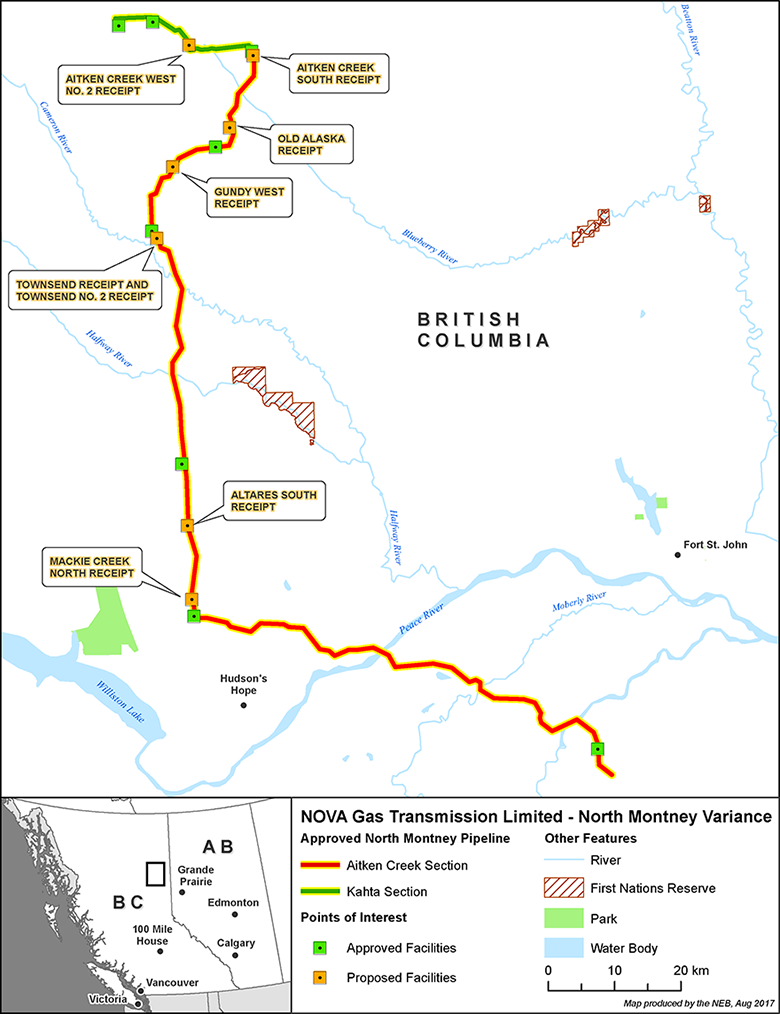 Beatton River
AITKEN CREEK WEST
NO. 2 RECEIPT
AITKEN CREEK
SOUTH RECEIPT
Cameron River
OLD ALASKA
RECEIPT
GUNDY WEST
RECEIPT
Blueberry River
TOWNSEND RECEIPT AND
TOWNSEND NO. 2 RECEIPT
BRITISH
COLUMBIA
Halfway River
ALTARES SOUTH
RECEIPT
Halfway River
Fort St. John
MACKIE CREEK
NORTH RECEIPT
Peace River
Moberly River
Williston Lake
Hudson's
Hope
NOVA Gas Transmission Limited - North Montney Variance
Approved North Montney Pipeline
Aitken Creek Section
Kahta Section
Points of Interest
Approved Facilities
Proposed Facilities
Other Features
River
First Nations Reserve
Park
Water Body
0 10 20 km
Map produced by the NEB, Aug 2017
A B
Grande
Prairie
B C
Edmonton
100 Mile
House
Calgary
Vancouver
Victoria